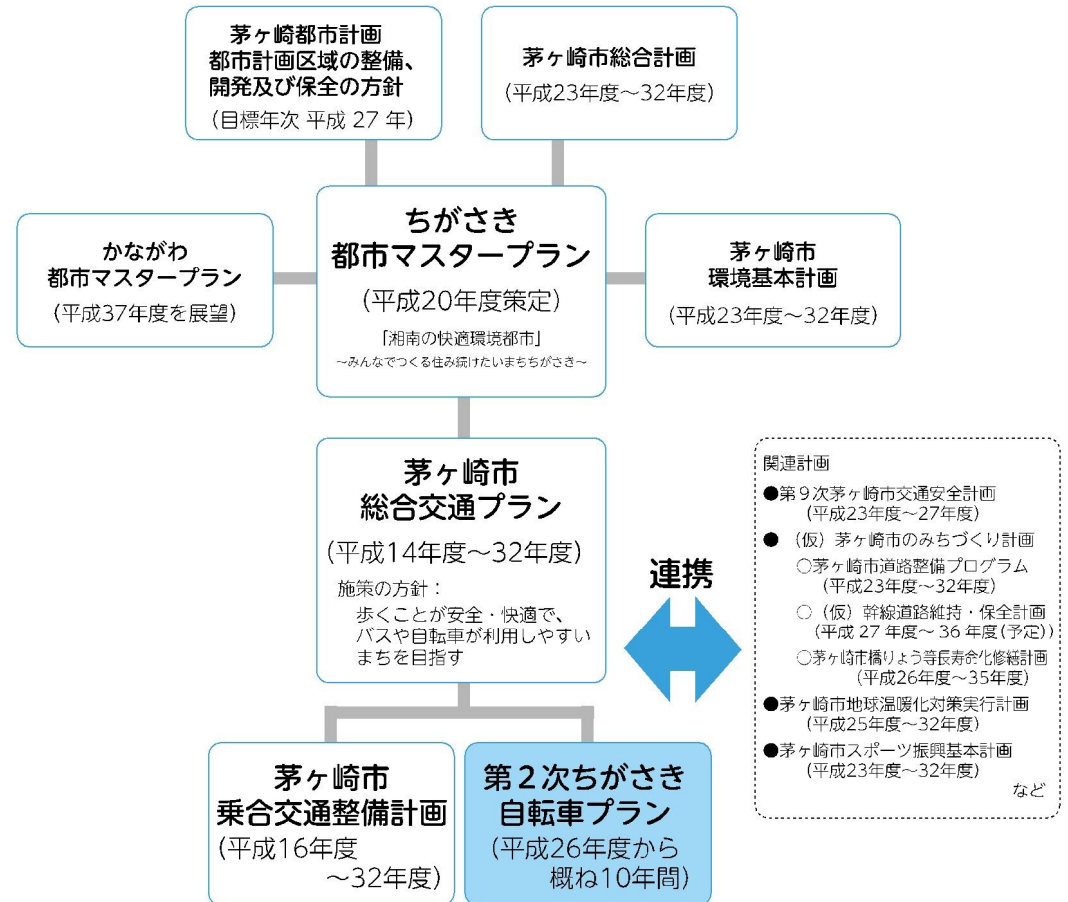 茅ヶ崎都市計画
都市計画区域の整備、
開発及び保全の方針
(目標年次 平成 27 年)
茅ヶ崎市総合計画
(平成23年度～32年度)
かながわ
都市マスタープラン
(平成37年度を展望)
ちがさき
都市マスタープラン
(平成20年度策定)
「湘南の快適環境都市」
～みんなでつくる住み続けたいまちちがさき～
茅ヶ崎市
環境基本計画
(平成23年度～32年度)
茅ヶ崎市
総合交通プラン
(平成14年度～32年度)
施策の方針：
歩くことが安全・快適で、
バスや自転車が利用しやすい
まちを目指す
連携
関連計画
●第９次茅ヶ崎市交通安全計画
(平成23年度～27年度)
●（仮）茅ヶ崎市のみちづくり計画
○茅ヶ崎市道路整備プログラム
(平成23年度～32年度)
○（仮）幹線道路維持・保全計画
(平成 27 年度～ 36 年度(予定))
○茅ヶ崎市橋りょう等長寿命化修繕計画
(平成26年度～35年度)
●茅ヶ崎市地球温暖化対策実行計画
(平成25年度～32年度)
●茅ヶ崎市スポーツ振興基本計画
(平成23年度～32年度)
など
茅ヶ崎市
乗合交通整備計画
(平成16年度
～32年度)
第２次ちがさき
自転車プラン
(平成26年度から
概ね10年間)